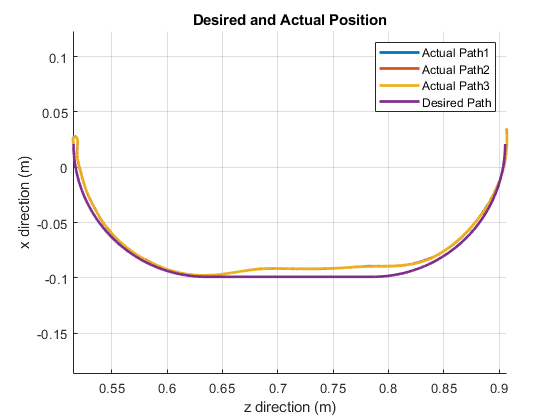 Desired and Actual Position
Actual Path1
Actual Path2
Actual Path3
Desired Path
0.1
0.05
0
-0.05
-0.1
-0.15
x direction (m)
0.55
0.6
0.65
0.7
0.75
0.8
0.85
0.9
z direction (m)